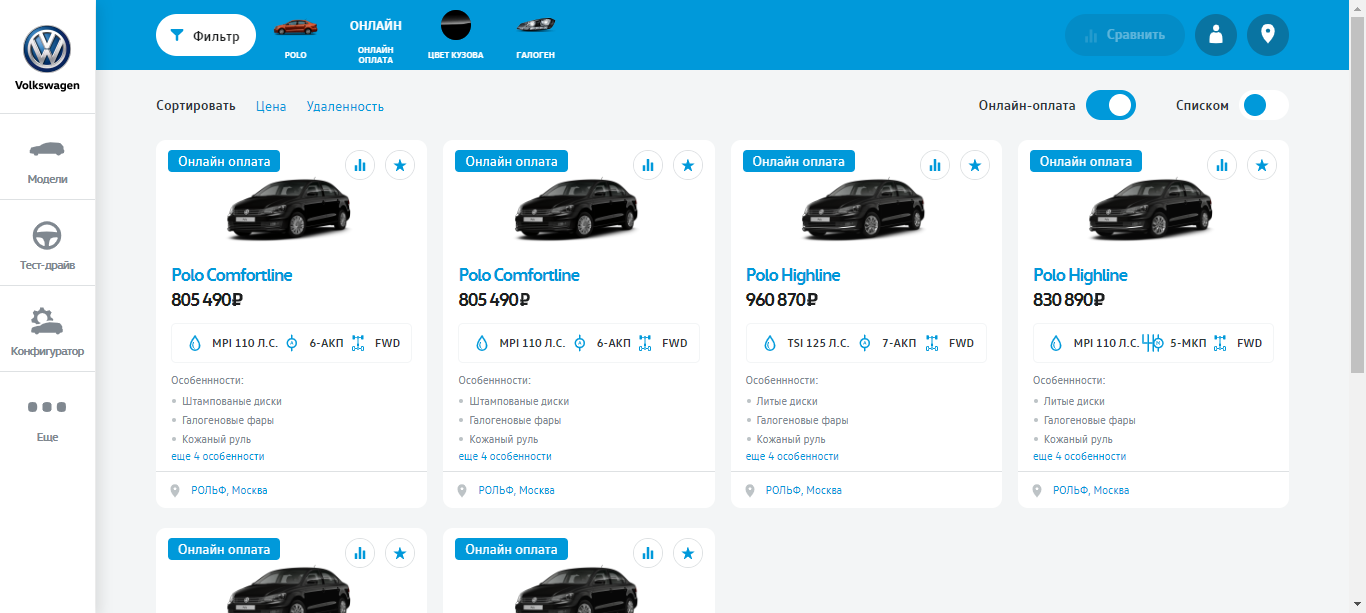 Volkswagen
Модели
Тест-драйв
Конфигуратор
Еще
Фильтр
POLO
ОНЛАЙН
ОНЛАЙН
ОПЛАТА
ЦВЕТ КУЗОВА
ГАЛОГЕН
Сравнить
Сортировать Цена Удаленность
Онлайн-оплата Списком
Онлайн оплата
Polo Comfortline
805 490₽
MPI 110 Л.С. 6-АКП FWD
Особеннности:
Штампованые диски
Галогеновые фары
Кожаный руль
еще 4 особенности
РОЛЬФ, Москва
Онлайн оплата
Polo Comfortline
805 490₽
MPI 110 Л.С. 6-АКП FWD
Особеннности:
Штампованые диски
Галогеновые фары
Кожаный руль
еще 4 особенности
РОЛЬФ, Москва
Онлайн оплата
Polo Highline
960 870₽
TSI 125 Л.С. 7-АКП FWD
Особеннности:
Литые диски
Галогеновые фары
Кожаный руль
еще 4 особенности
РОЛЬФ, Москва
Онлайн оплата
Polo Highline
830 890₽
MPI 110 Л.С. 5-МКП FWD
Особеннности:
Литые диски
Галогеновые фары
Кожаный руль
еще 4 особенности
РОЛЬФ, Москва
Онлайн оплата
Онлайн оплата